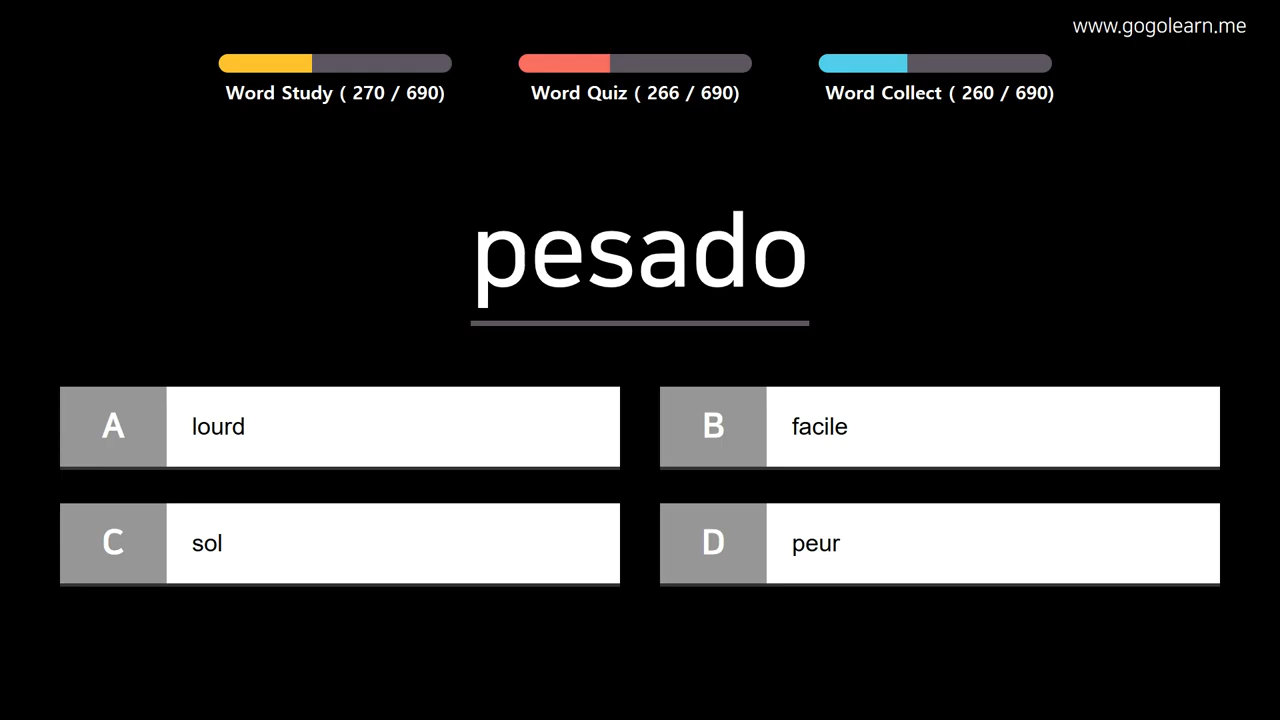 www.gogolearn.me
Word Study ( 270 / 690)
Word Quiz ( 266 / 690)
Word Collect ( 260 / 690)
pesado
A lourd
B facile
C sol
D peur